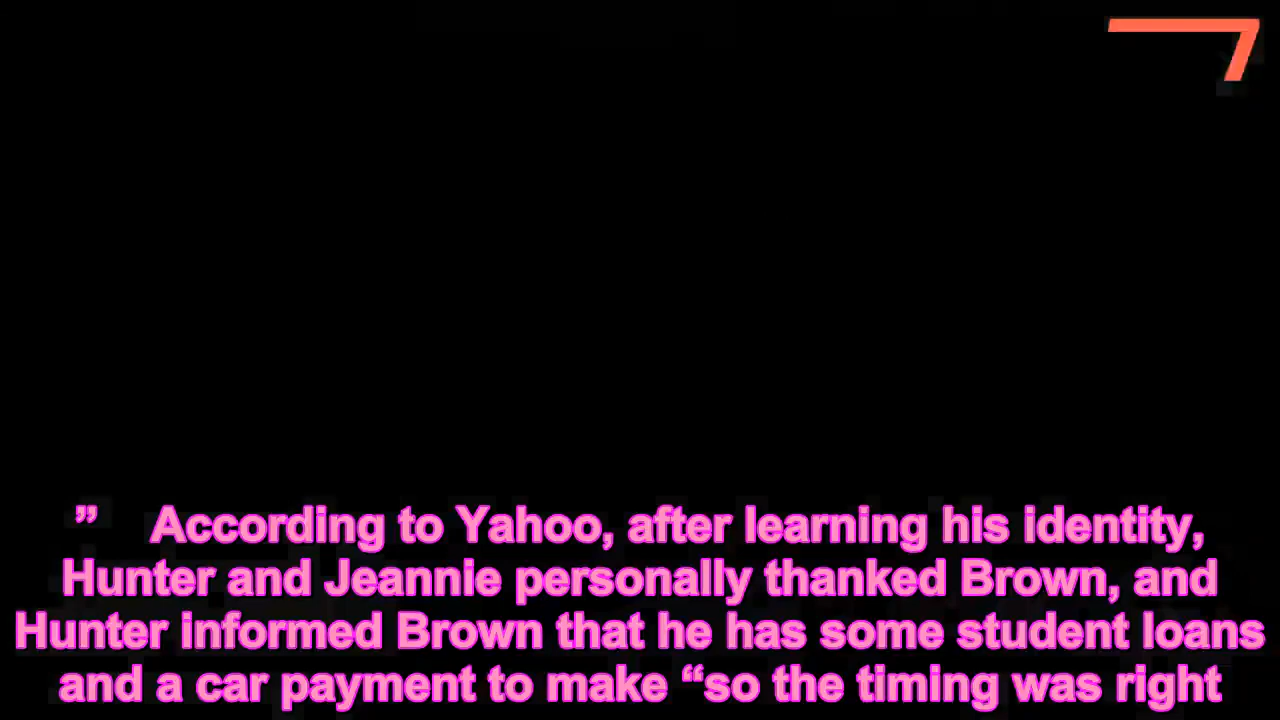 ”    According to Yahoo, after learning his identity,
Hunter and Jeannie personally thanked Brown, and
Hunter informed Brown that he has some student loans
and a car payment to make “so the timing was right